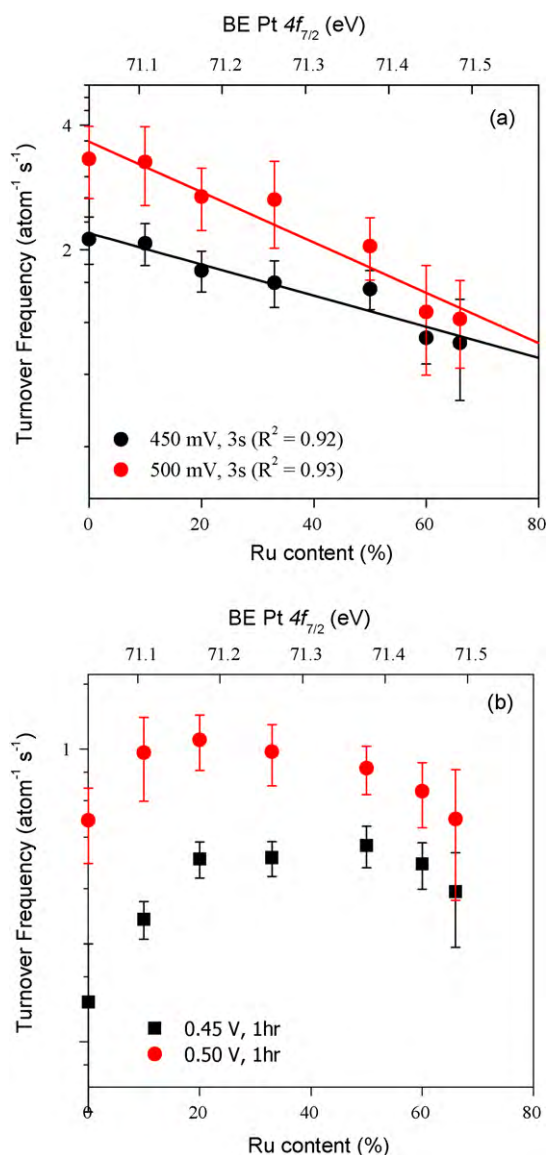 BE Pt 4f7/2 (eV)
71.1 71.2 71.3 71.4 71.5
(a)
4
2
Turnover Frequency (atom-1 s-1)
450 mV, 3s (R2 = 0.92)
500 mV, 3s (R2 = 0.93)
0 20 40 60 80
Ru content (%)
BE Pt 4f7/2 (eV)
71.1 71.2 71.3 71.4 71.5
(b)
1
Turnover Frequency (atom-1 s-1)
0.45 V, 1hr
0.50 V, 1hr
0 20 40 60 80
Ru content (%)